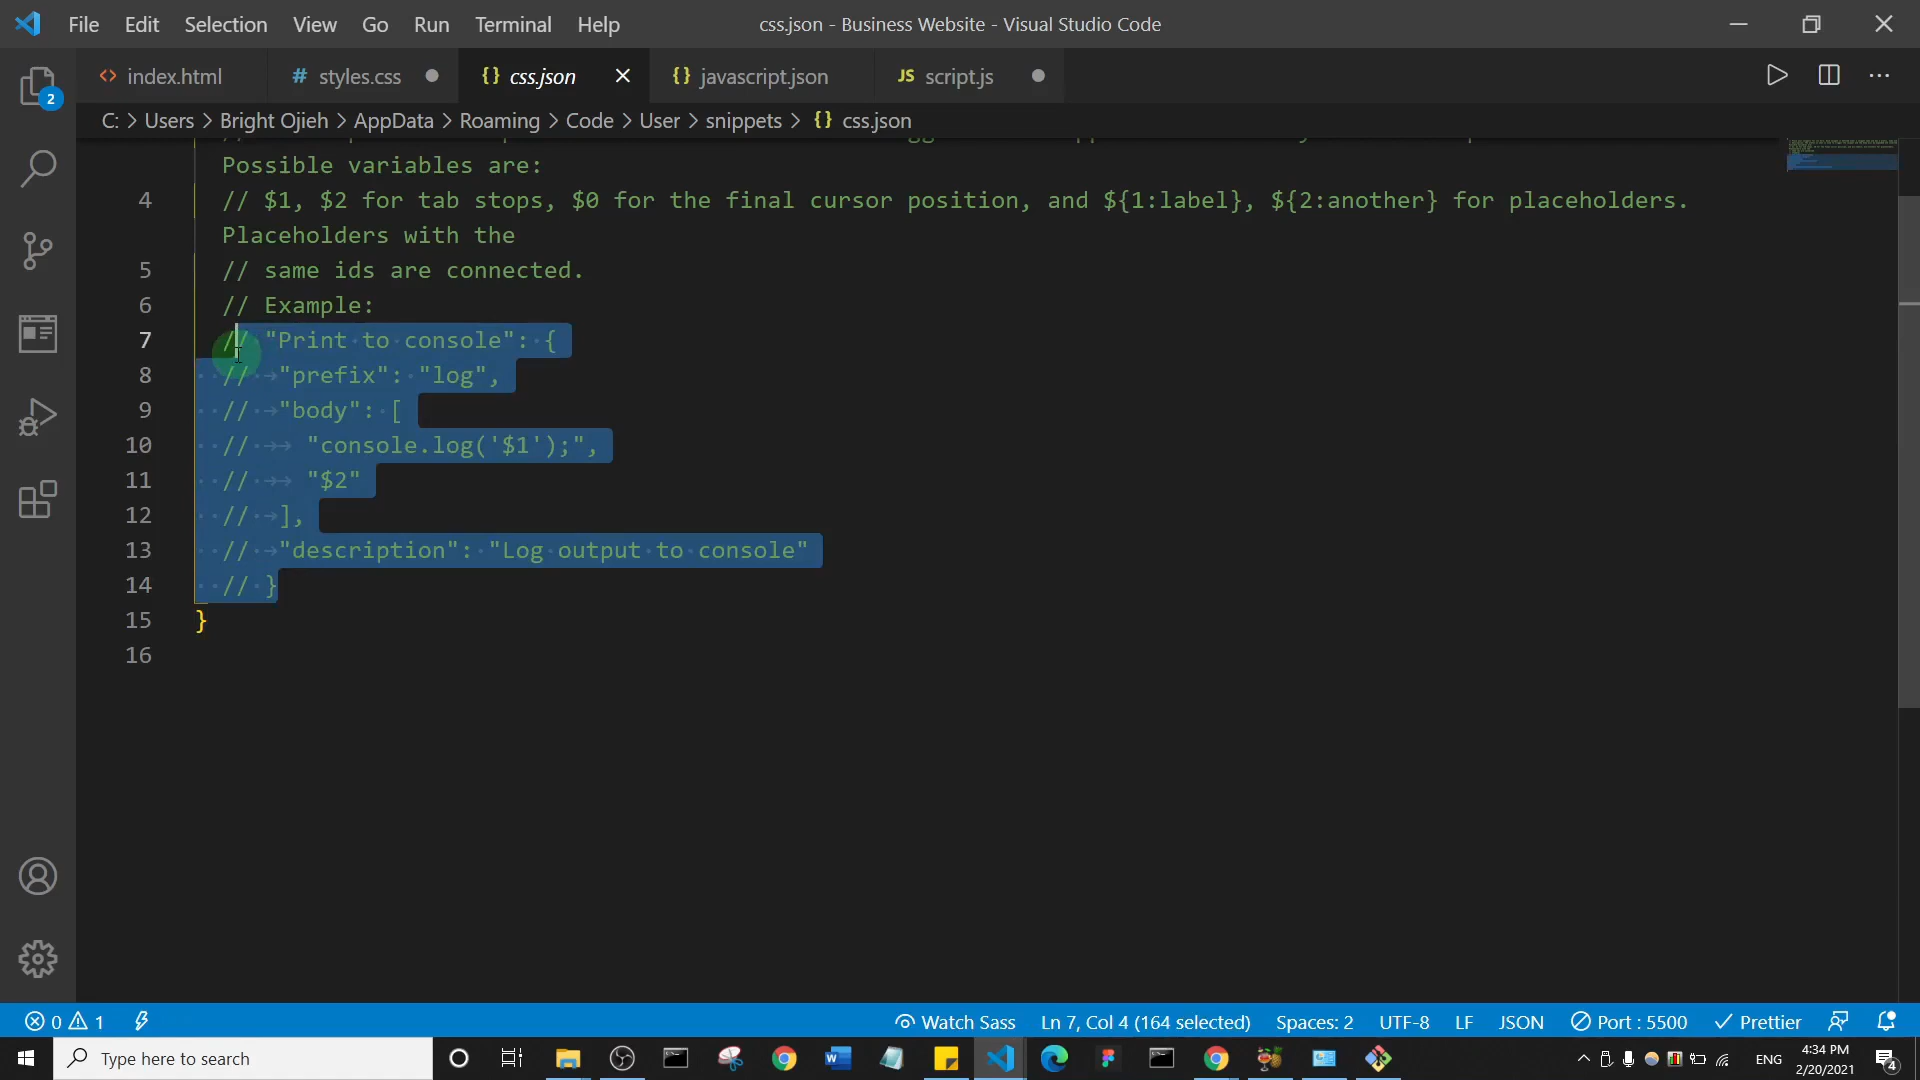 File Edit Selection View Go Run Terminal Help css.json - Business Website - Visual Studio Code
index.html # styles.css {} css.json {} javascript.json JS script.js
2
C: > Users > Bright Ojieh > AppData > Roaming > Code > User > snippets > {} css.json
Possible variables are:
4 // $1, $2 for tab stops, $0 for the final cursor position, and ${1:label}, ${2:another} for placeholders.
Placeholders with the
5 // same ids are connected.
6 // Example:
7 // "Print to console": {
8 // "prefix": "log",
9 // "body": [
10 // "console.log('$1');",
11 // "$2"
12 // ],
13 // "description": "Log output to console"
14 // }
15 }
16
0 1 Watch Sass Ln 7, Col 4 (164 selected) Spaces: 2 UTF-8 LF JSON Port : 5500 Prettier
Type here to search ENG 4:34 PM
2/20/2021 4